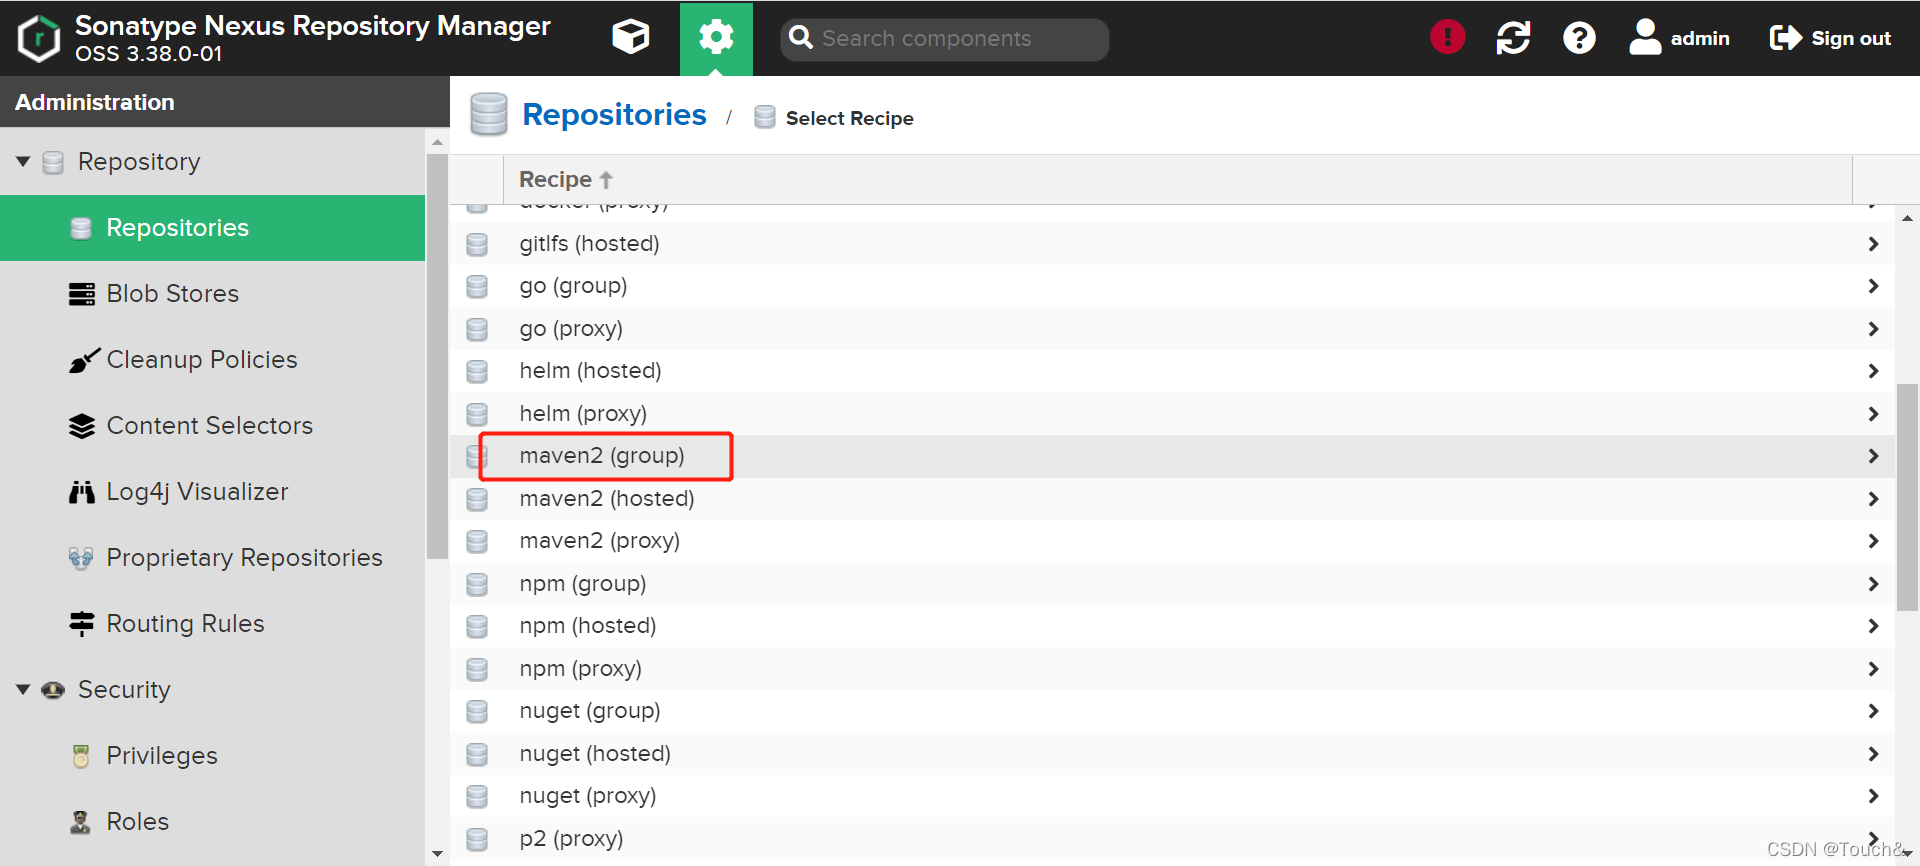 Sonatype Nexus Repository Manager
OSS 3.38.0-01
Search components
admin
Sign out
Administration
Repository
Repositories
Blob Stores
Cleanup Policies
Content Selectors
Log4j Visualizer
Proprietary Repositories
Routing Rules
Security
Privileges
Roles
Repositories / Select Recipe
Recipe
docker (proxy)
gitlfs (hosted)
go (group)
go (proxy)
helm (hosted)
helm (proxy)
maven2 (group)
maven2 (hosted)
maven2 (proxy)
npm (group)
npm (hosted)
npm (proxy)
nuget (group)
nuget (hosted)
nuget (proxy)
p2 (proxy)
CSDN @Touch&